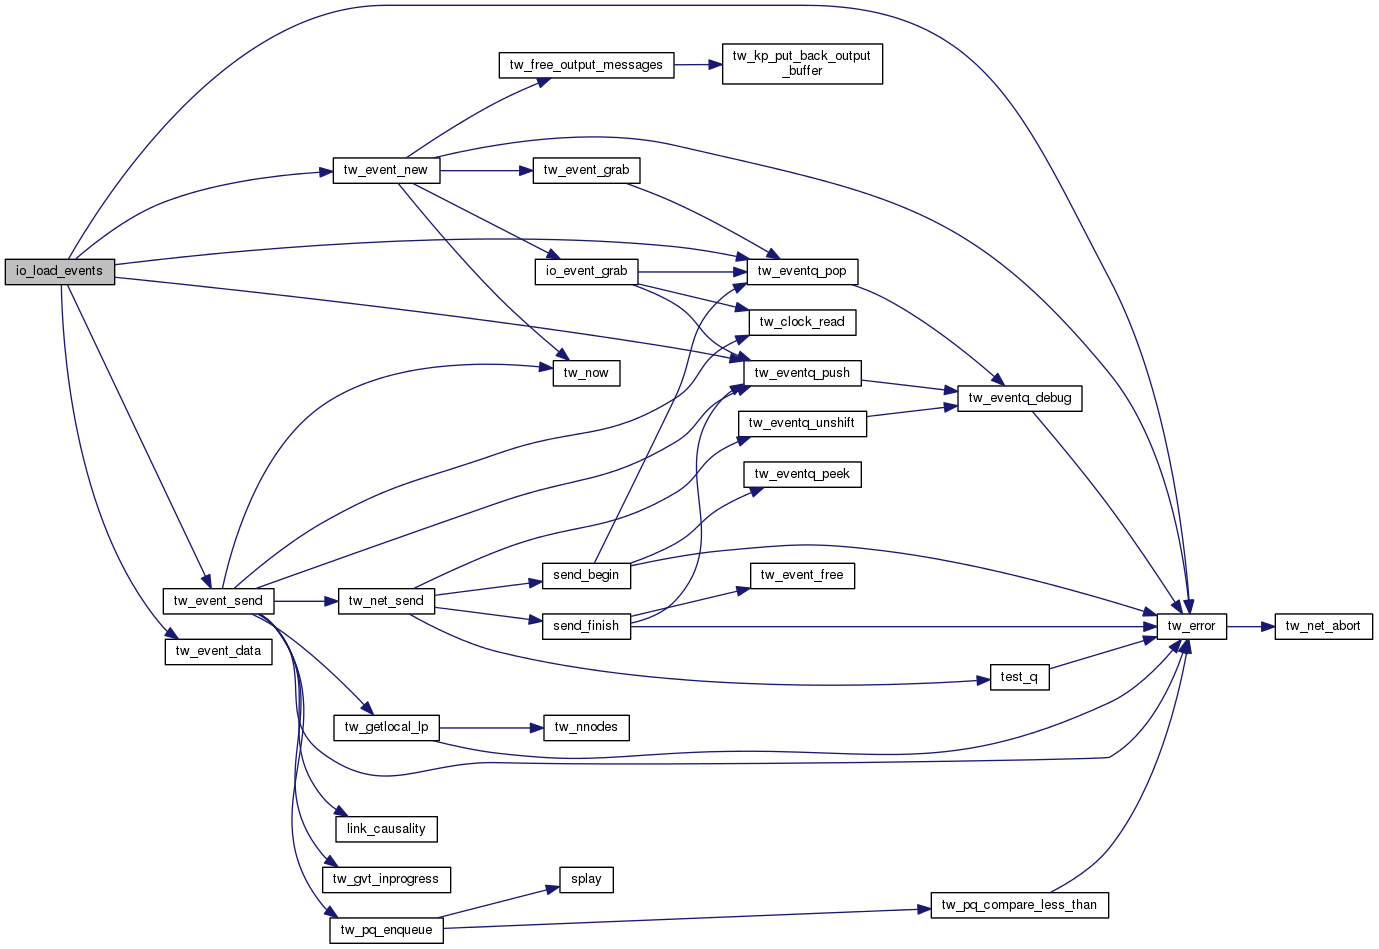 tw_free_output_messages
tw_kp_put_back_output
_buffer
tw_event_new
tw_event_grab
io_load_events
io_event_grab
tw_eventq_pop
tw_clock_read
tw_now
tw_eventq_push
tw_eventq_debug
tw_eventq_unshift
tw_eventq_peek
send_begin
tw_event_free
tw_event_send
tw_net_send
send_finish
tw_error
tw_net_abort
tw_event_data
test_q
tw_getlocal_lp
tw_nnodes
link_causality
tw_gvt_inprogress
splay
tw_pq_compare_less_than
tw_pq_enqueue